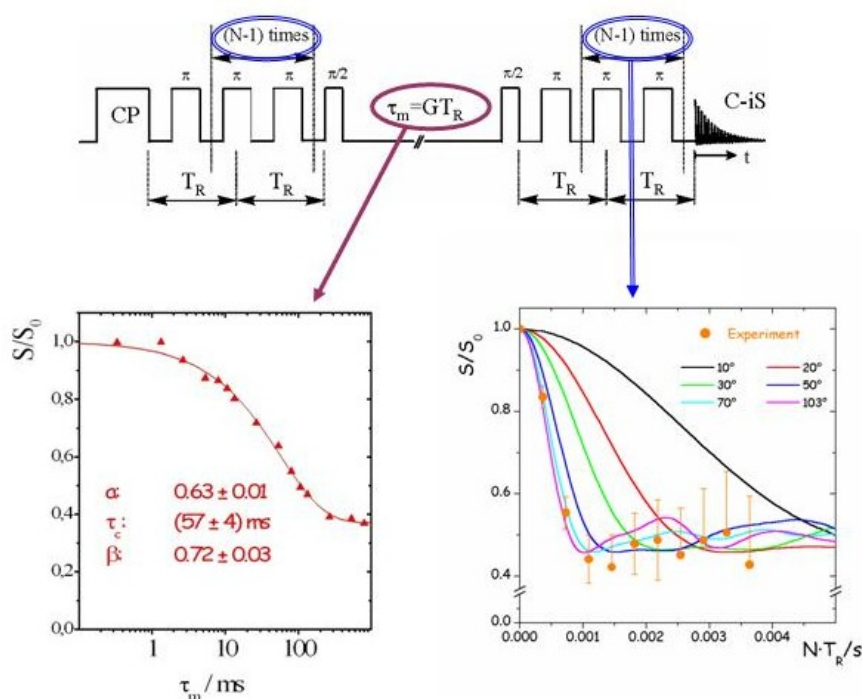 (N-1) times (N-1) times
π π π π/2 π/2 π π π
CP τm=GTR C-iS
t
TR TR TR TR
S/S0
1,0
0,8
0,6
0,4
0,2
0,0
α: 0.63 ± 0.01
τc: (57 ± 4) ms
β: 0.72 ± 0.03
1 10 100
τm / ms
S/S0
1.0
0.8
0.6
0.4
0.0
Experiment
10° 20°
30° 50°
70° 103°
0.000 0.001 0.002 0.003 0.004
N·TR/s